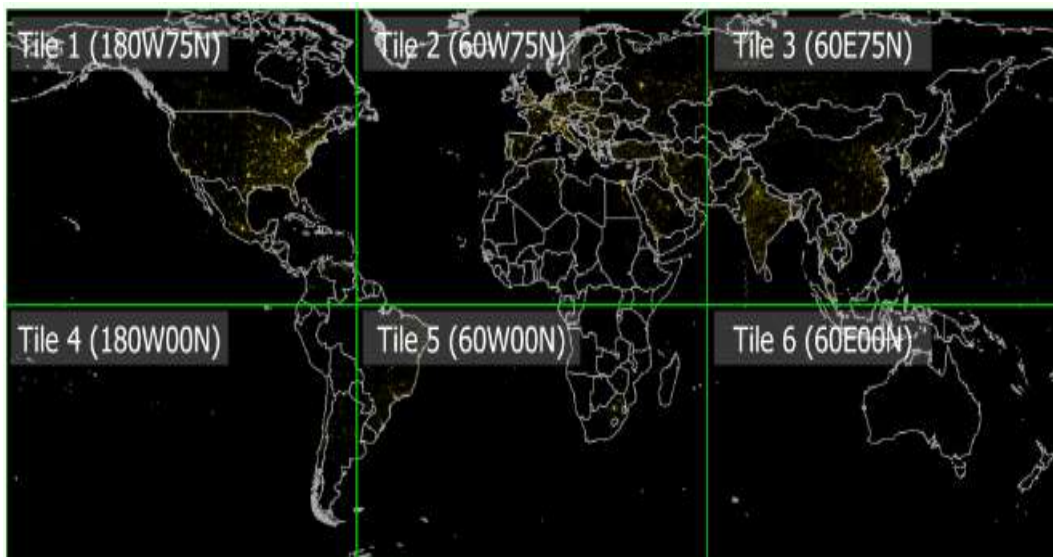 Tile 1 (180W75N)
Tile 2 (60W75N)
Tile 3 (60E75N)
Tile 4 (180W00N)
Tile 5 (60W00N)
Tile 6 (60E00N)